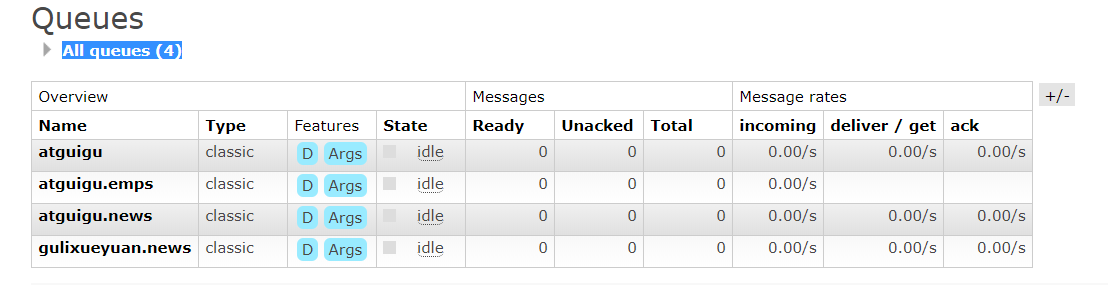 Queues
All queues (4)
Overview Messages Message rates +/-
Name Type Features State Ready Unacked Total incoming deliver / get ack
atguigu classic D Args idle 0 0 0 0.00/s 0.00/s 0.00/s
atguigu.emps classic D Args idle 0 0 0 0.00/s
atguigu.news classic D Args idle 0 0 0 0.00/s 0.00/s 0.00/s
gulixueyuan.news classic D Args idle 0 0 0 0.00/s 0.00/s 0.00/s